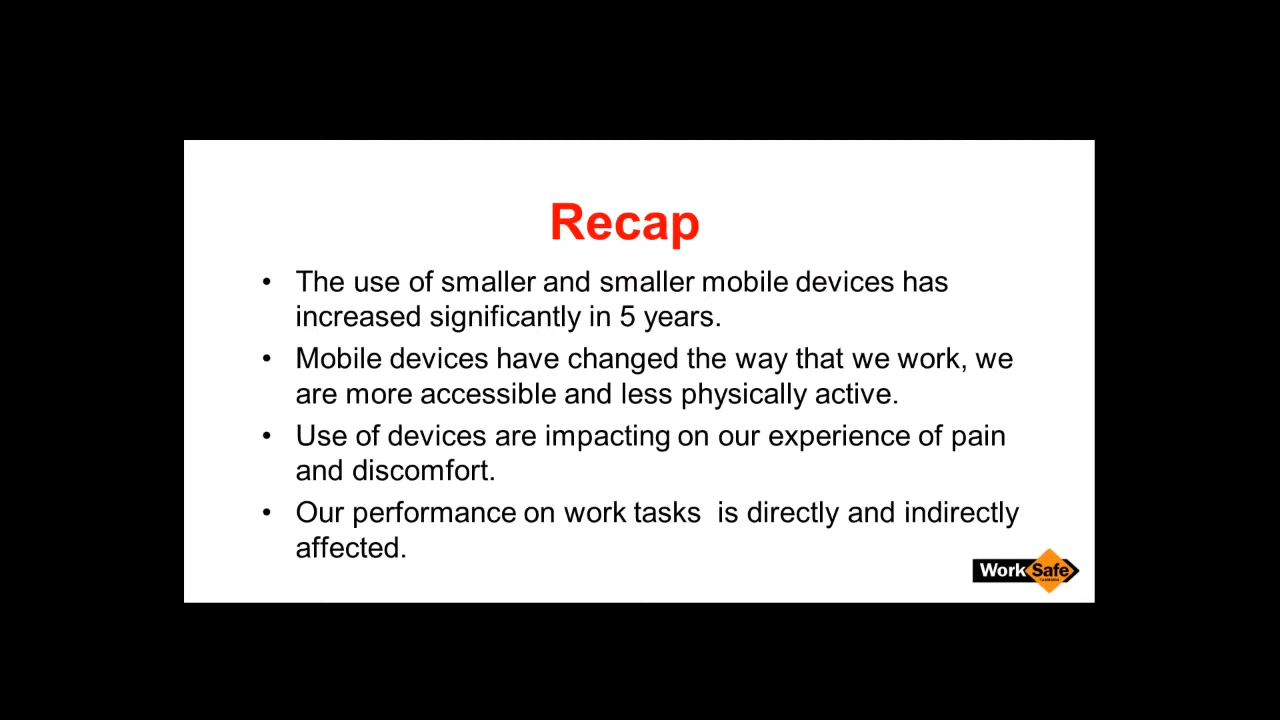 Recap
• The use of smaller and smaller mobile devices has
increased significantly in 5 years.
• Mobile devices have changed the way that we work, we
are more accessible and less physically active.
• Use of devices are impacting on our experience of pain
and discomfort.
• Our performance on work tasks  is directly and indirectly
affected.
WorkSafe
TASMANIA